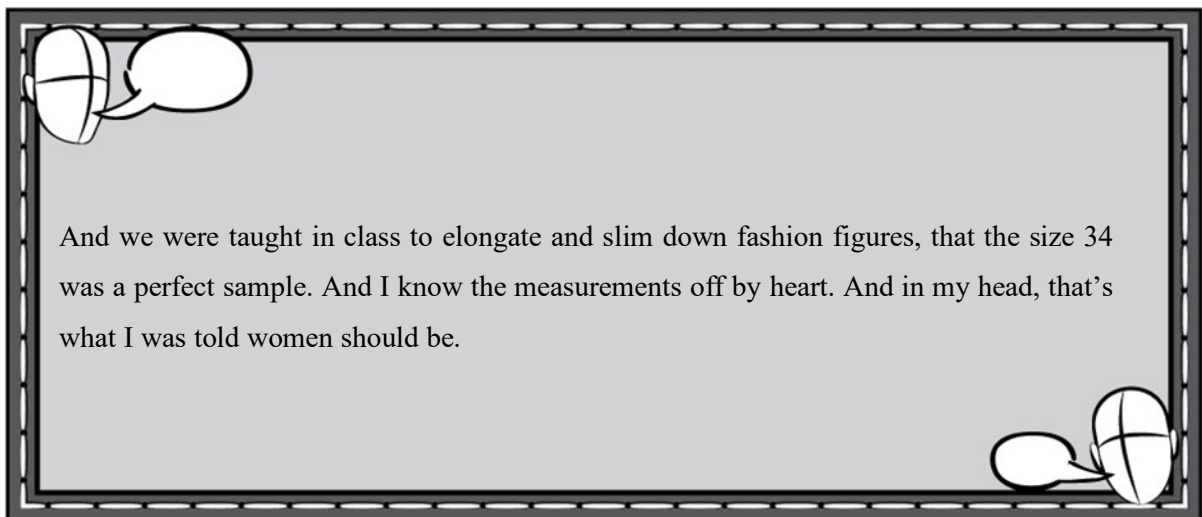 And we were taught in class to elongate and slim down fashion figures, that the size 34
was a perfect sample. And I know the measurements off by heart. And in my head, that’s
what I was told women should be.